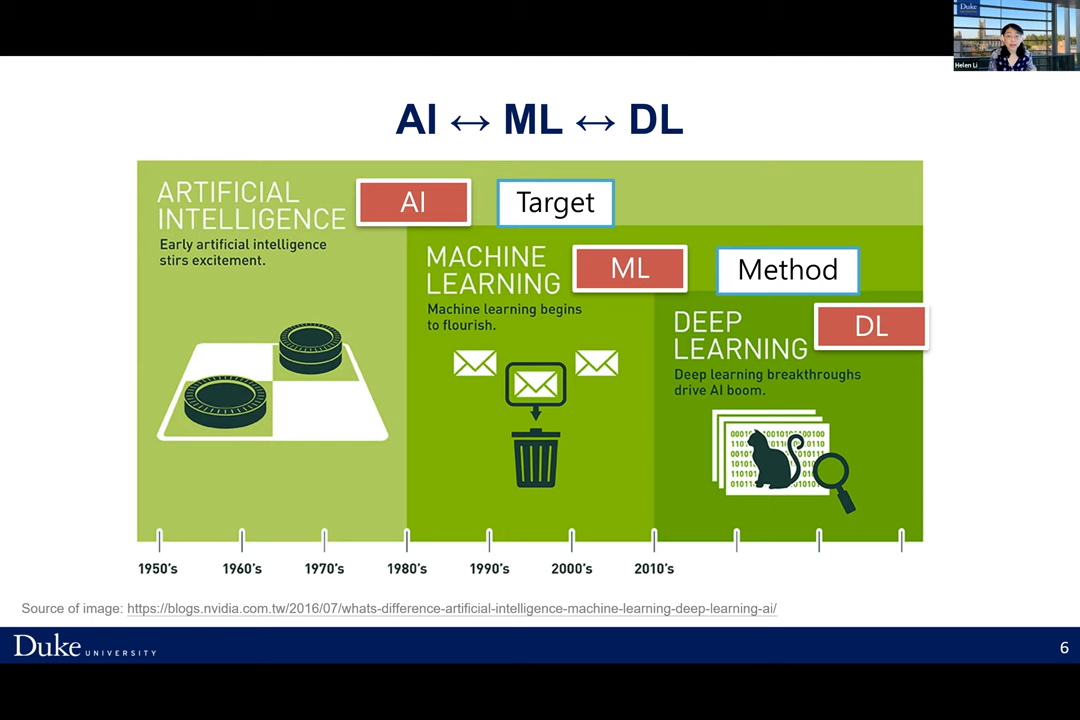 Duke
Helen Li
AI ↔ ML ↔ DL
ARTIFICIAL
INTELLIGENCE
Early artificial intelligence
stirs excitement.
AI
Target
MACHINE
LEARNING
Machine learning begins
to flourish.
ML
Method
DEEP
LEARNING
Deep learning breakthroughs
drive AI boom.
DL
1950's
1960's
1970's
1980's
1990's
2000's
2010's
Source of image: https://blogs.nvidia.com.tw/2016/07/whats-difference-artificial-intelligence-machine-learning-deep-learning-ai/
Duke UNIVERSITY
6